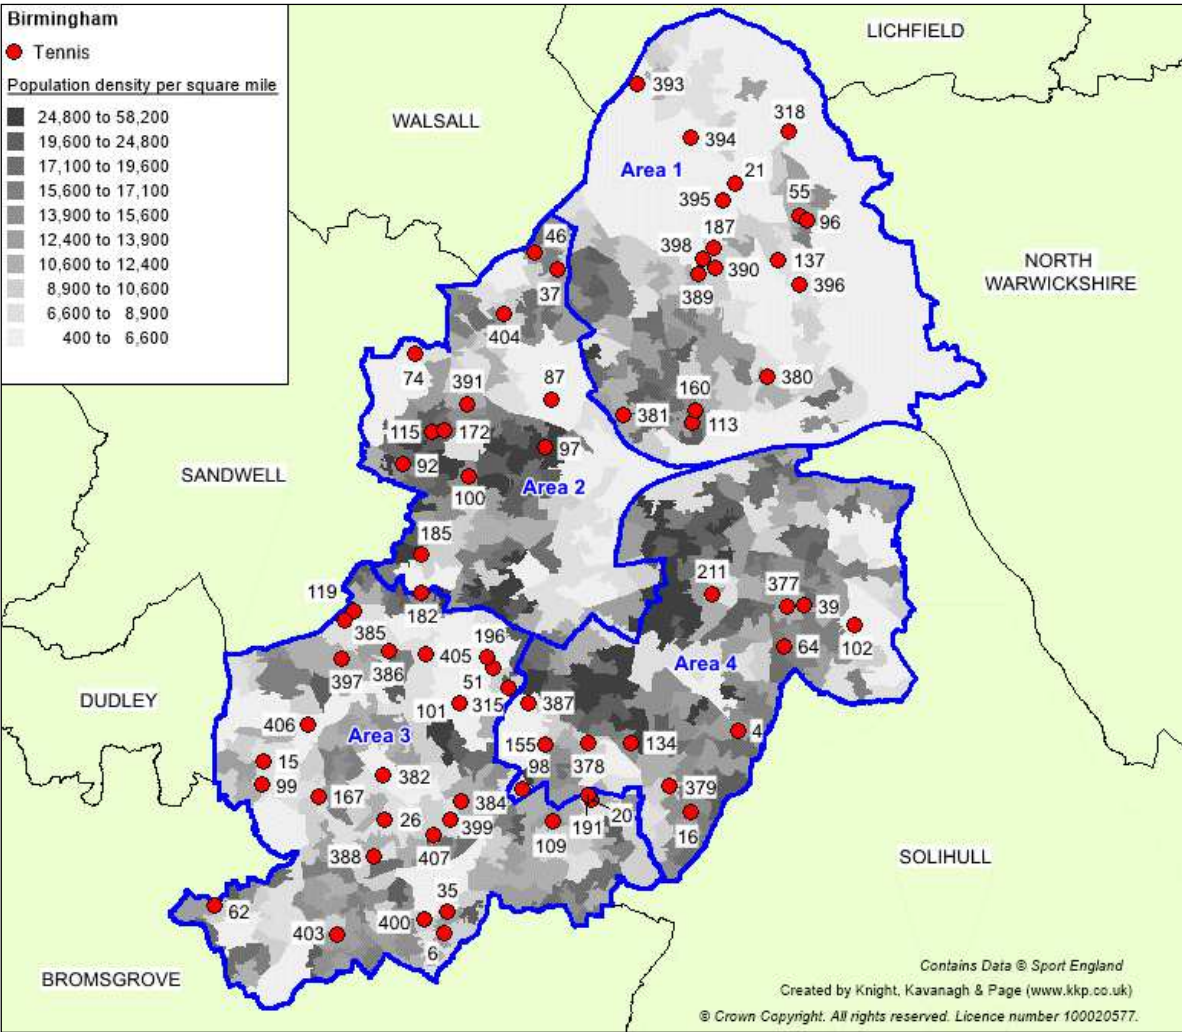 Birmingham
Tennis
Population density per square mile
24,800 to 58,200
19,600 to 24,800
17,100 to 19,600
15,600 to 17,100
13,900 to 15,600
12,400 to 13,900
10,600 to 12,400
8,900 to 10,600
6,600 to 8,900
400 to 6,600
LICHFIELD
WALSALL
393
318
394
Area 1
21
55
395
96
187
46
398
137
390
NORTH
WARWICKSHIRE
37
389
396
404
74
391
87
380
160
381
113
115
172
97
92
SANDWELL
100
Area 2
185
211
377
39
119
182
102
385
196
64
386
405
Area 4
397
51
DUDLEY
101
315
387
406
Area 3
4
155
134
15
98
378
382
99
379
167
384
20
26
399
191
16
109
388
407
SOLIHULL
35
62
400
403
6
BROMSGROVE
Contains Data ® Sport England
Created by Knight, Kavanagh & Page (www.kkp.co.uk)
© Crown Copyright. All rights reserved. Licence number 100020577.